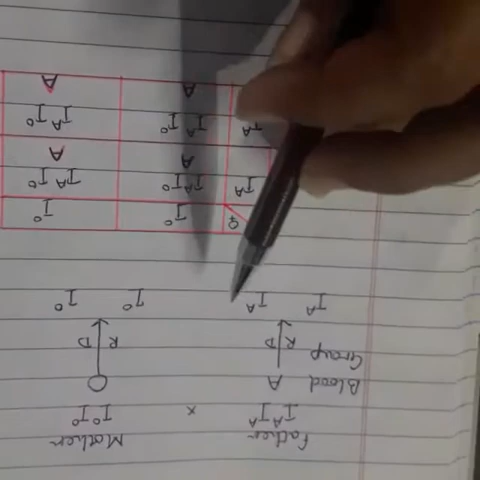 Father Mother
IᴬIᴬ × IᴼIᴼ
Blood A O
Group
R D R D
Iᴬ Iᴬ Iᴼ Iᴼ
Iᴼ Iᴼ
Iᴬ IᴬIᴼ IᴬIᴼ
A A
Iᴬ IᴬIᴼ IᴬIᴼ
A A